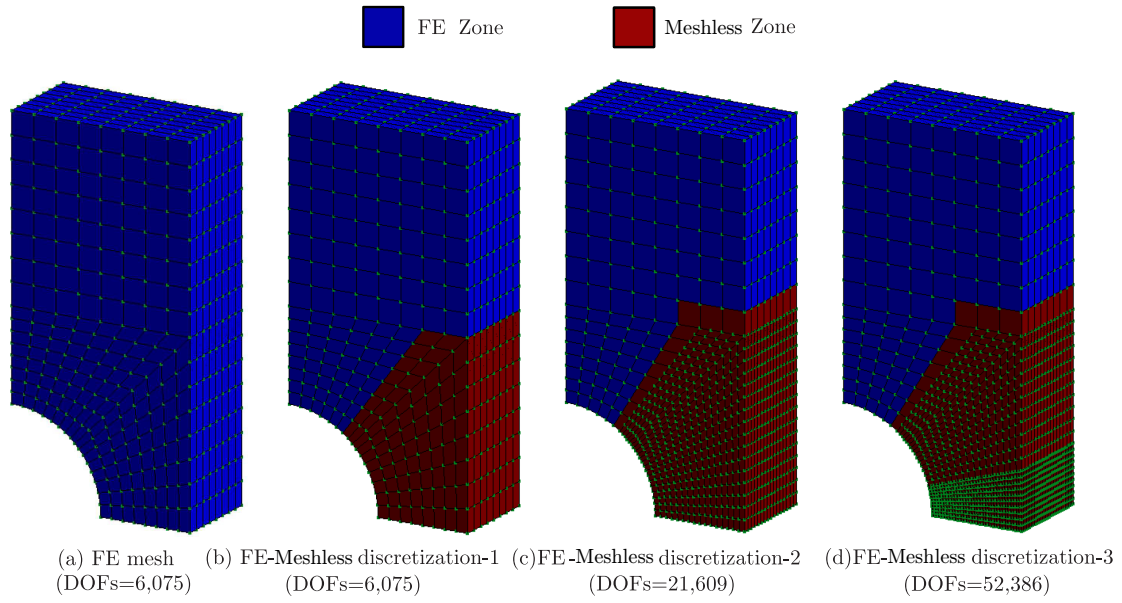 FE Zone
Meshless Zone
(a) FE mesh
(DOFs=6,075)
(b) FE-Meshless discretization-1
(DOFs=6,075)
(c)FE-Meshless discretization-2
(DOFs=21,609)
(d)FE-Meshless discretization-3
(DOFs=52,386)